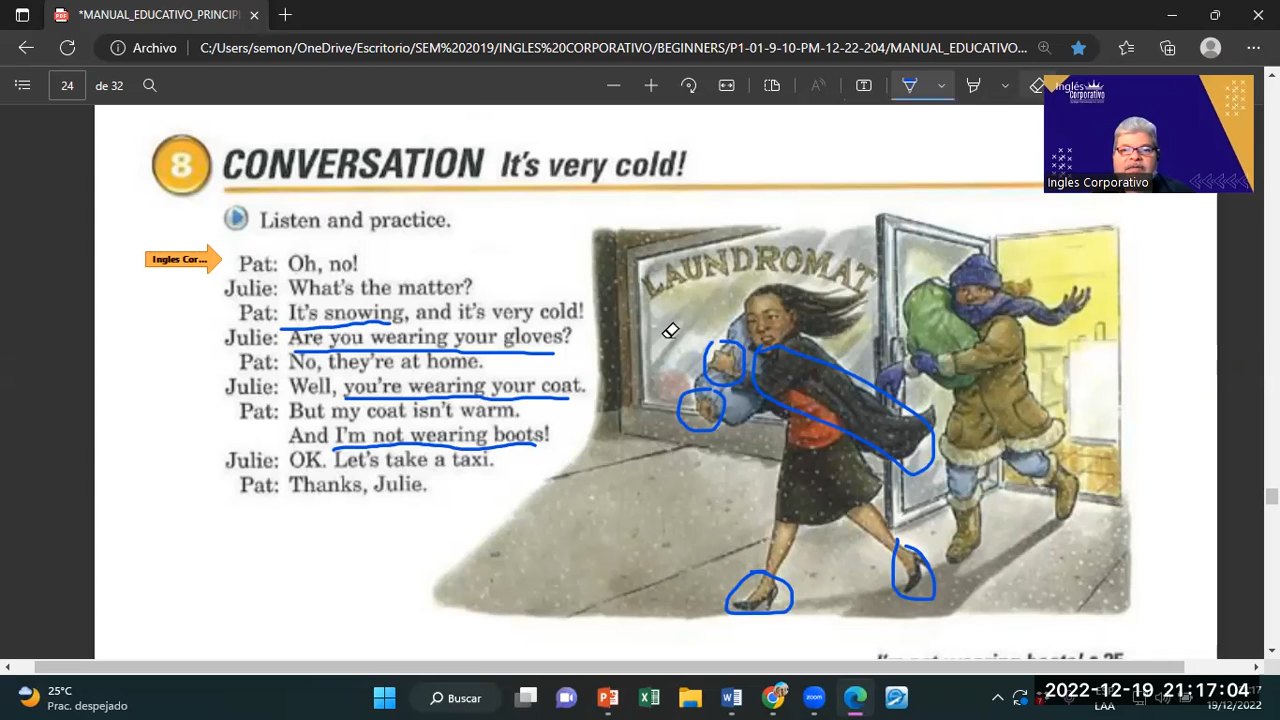 *MANUAL_EDUCATIVO_PRINCIPI
Archivo
C:/Users/semon/OneDrive/Escritorio/SEM%202019/INGLES%20CORPORATIVO/BEGINNERS/P1-01-9-10-PM-12-22-204/MANUAL_EDUCATIVO...
24
de 32
Inglés
Corporativo
Ingles Corporativo
8
CONVERSATION It's very cold!
Listen and practice.
Ingles Cor...
Pat: Oh, no!
Julie: What's the matter?
Pat: It's snowing, and it's very cold!
Julie: Are you wearing your gloves?
Pat: No, they're at home.
Julie: Well, you're wearing your coat.
Pat: But my coat isn't warm.
And I'm not wearing boots!
Julie: OK. Let's take a taxi.
Pat: Thanks, Julie.
LAUNDROMAT
25°C
Prac. despejado
Buscar
zoom
LAA
2022-12-19 21:17:04
19/12/2022